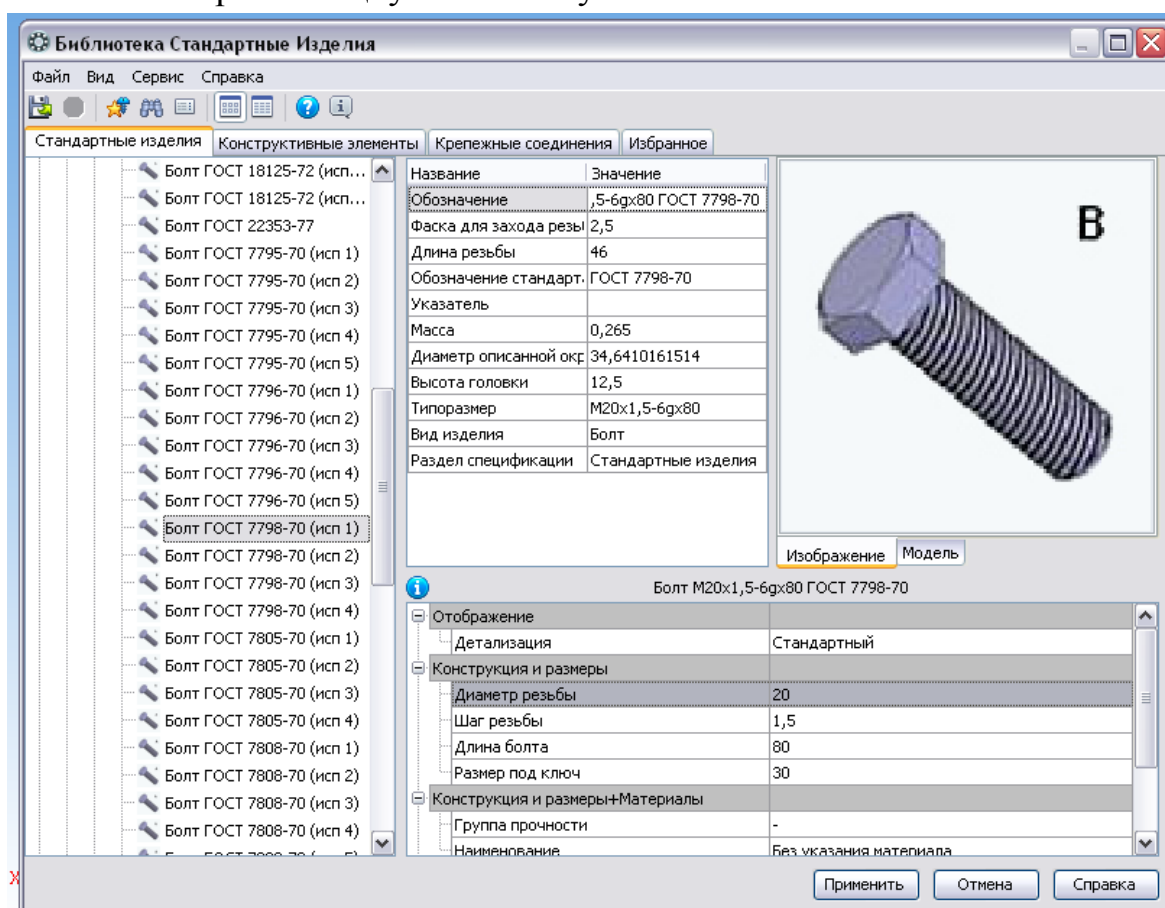 Библиотека Стандартные Изделия
Файл Вид Сервис Справка
Стандартные изделия Конструктивные элементы Крепежные соединения Избранное
Болт ГОСТ 18125-72 (исп...
Болт ГОСТ 18125-72 (исп...
Болт ГОСТ 22353-77
Болт ГОСТ 7795-70 (исп 1)
Болт ГОСТ 7795-70 (исп 2)
Болт ГОСТ 7795-70 (исп 3)
Болт ГОСТ 7795-70 (исп 4)
Болт ГОСТ 7795-70 (исп 5)
Болт ГОСТ 7796-70 (исп 1)
Болт ГОСТ 7796-70 (исп 2)
Болт ГОСТ 7796-70 (исп 3)
Болт ГОСТ 7796-70 (исп 4)
Болт ГОСТ 7796-70 (исп 5)
Болт ГОСТ 7798-70 (исп 1)
Болт ГОСТ 7798-70 (исп 2)
Болт ГОСТ 7798-70 (исп 3)
Болт ГОСТ 7798-70 (исп 4)
Болт ГОСТ 7805-70 (исп 1)
Болт ГОСТ 7805-70 (исп 2)
Болт ГОСТ 7805-70 (исп 3)
Болт ГОСТ 7805-70 (исп 4)
Болт ГОСТ 7808-70 (исп 1)
Болт ГОСТ 7808-70 (исп 2)
Болт ГОСТ 7808-70 (исп 3)
Болт ГОСТ 7808-70 (исп 4)
Название Значение
Обозначение ,5-6gx80 ГОСТ 7798-70
Фаска для захода резы 2,5
Длина резьбы 46
Обозначение стандарт ГОСТ 7798-70
Указатель
Масса 0,265
Диаметр описанной окр 34,6410161514
Высота головки 12,5
Типоразмер M20x1,5-6gx80
Вид изделия Болт
Раздел спецификации Стандартные изделия
B
Изображение Модель
Болт M20x1,5-6gx80 ГОСТ 7798-70
Отображение
Детализация Стандартный
Конструкция и размеры
Диаметр резьбы 20
Шаг резьбы 1,5
Длина болта 80
Размер под ключ 30
Конструкция и размеры+Материалы
Группа прочности -
Наименование Без указания материала
Применить Отмена Справка
X